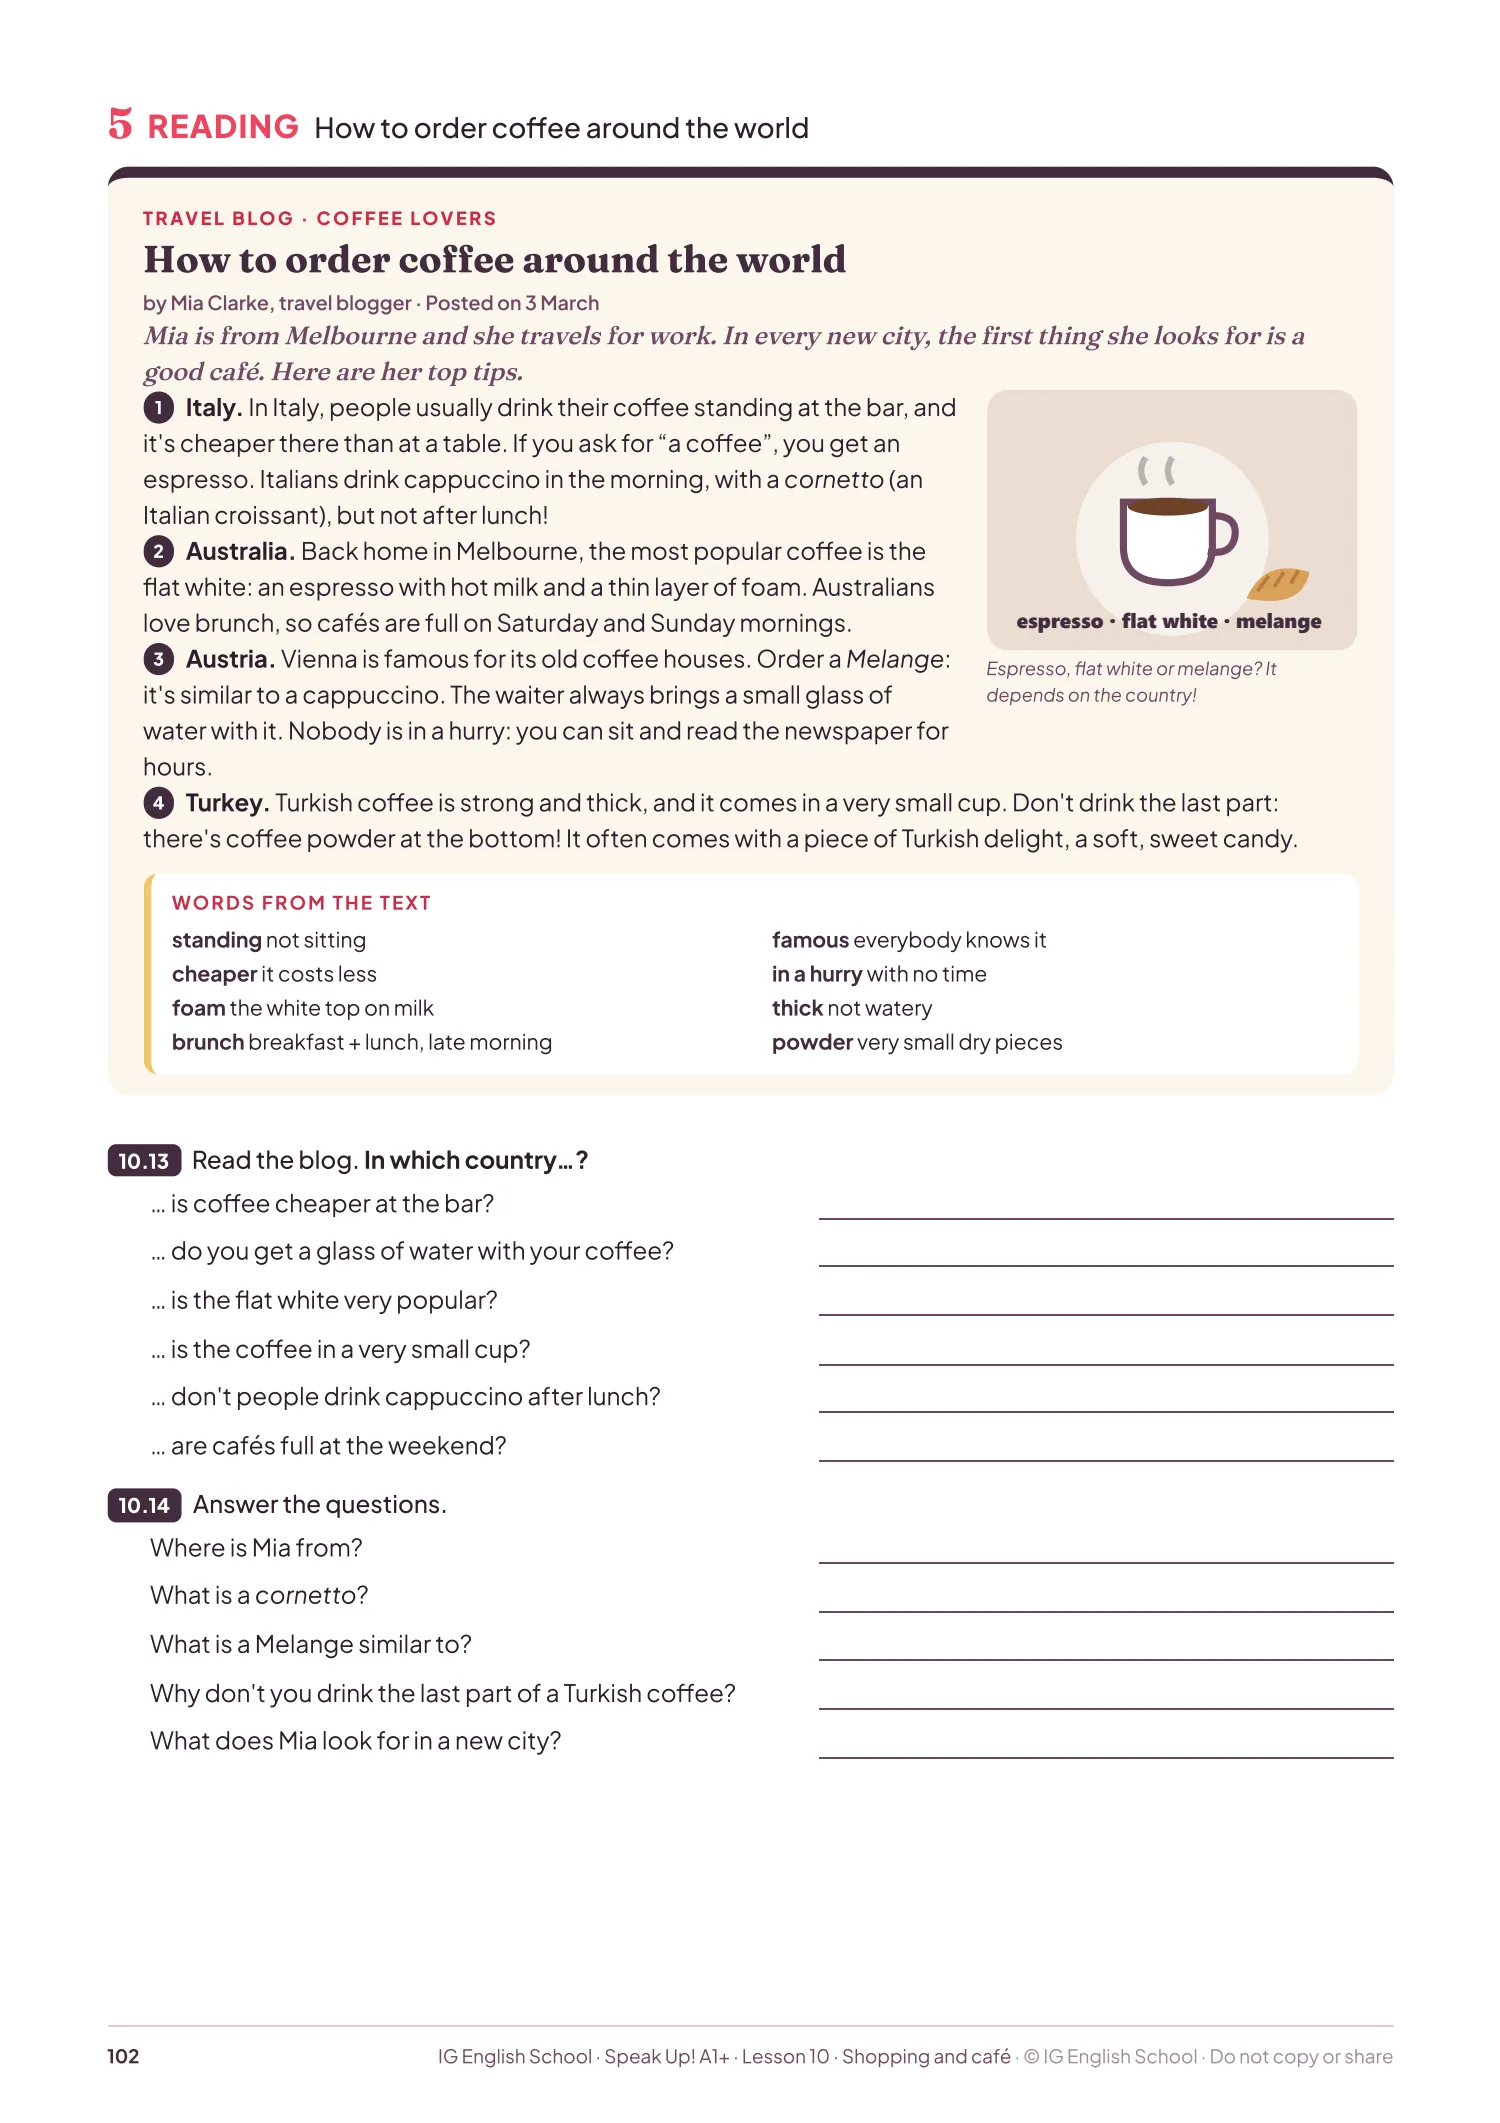 5 READING How to order coffee around the world
TRAVEL BLOG · COFFEE LOVERS
How to order coffee around the world
by Mia Clarke, travel blogger · Posted on 3 March
Mia is from Melbourne and she travels for work. In every new city, the first thing she looks for is a
good café. Here are her top tips.
1 Italy. In Italy, people usually drink their coffee standing at the bar, and
it's cheaper there than at a table. If you ask for “a coffee”, you get an
espresso. Italians drink cappuccino in the morning, with a cornetto (an
Italian croissant), but not after lunch!
2 Australia. Back home in Melbourne, the most popular coffee is the
flat white: an espresso with hot milk and a thin layer of foam. Australians
love brunch, so cafés are full on Saturday and Sunday mornings.
3 Austria. Vienna is famous for its old coffee houses. Order a Melange:
it's similar to a cappuccino. The waiter always brings a small glass of
water with it. Nobody is in a hurry: you can sit and read the newspaper for
hours.
espresso · flat white · melange
Espresso, flat white or melange? It
depends on the country!
4 Turkey. Turkish coffee is strong and thick, and it comes in a very small cup. Don't drink the last part:
there's coffee powder at the bottom! It often comes with a piece of Turkish delight, a soft, sweet candy.
WORDS FROM THE TEXT
standing not sitting
cheaper it costs less
foam the white top on milk
brunch breakfast + lunch, late morning
famous everybody knows it
in a hurry with no time
thick not watery
powder very small dry pieces
10.13 Read the blog. In which country…?
… is coffee cheaper at the bar?
… do you get a glass of water with your coffee?
… is the flat white very popular?
… is the coffee in a very small cup?
… don't people drink cappuccino after lunch?
… are cafés full at the weekend?
10.14 Answer the questions.
Where is Mia from?
What is a cornetto?
What is a Melange similar to?
Why don't you drink the last part of a Turkish coffee?
What does Mia look for in a new city?
102 IG English School · Speak Up! A1+ · Lesson 10 · Shopping and café · © IG English School · Do not copy or share